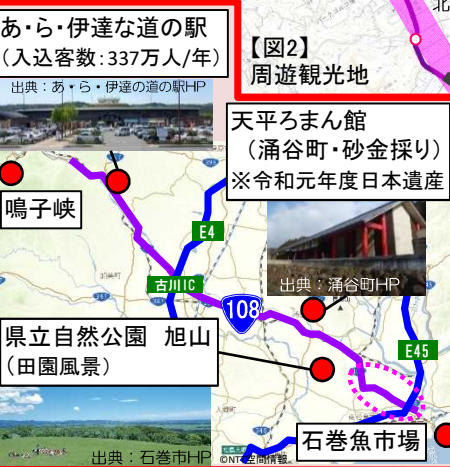 あ・ら・伊達な道の駅
（入込客数：337万人/年）
出典：あ・ら・伊達の道の駅HP
北
【図2】
周遊観光地
天平ろまん館
（涌谷町・砂金採り）
※令和元年度日本遺産
出典：涌谷町HP
鳴子峡
E4
古川IC
108
E45
県立自然公園　旭山
（田園風景）
出典：石巻市HP
石巻魚市場
©NTT空間情報